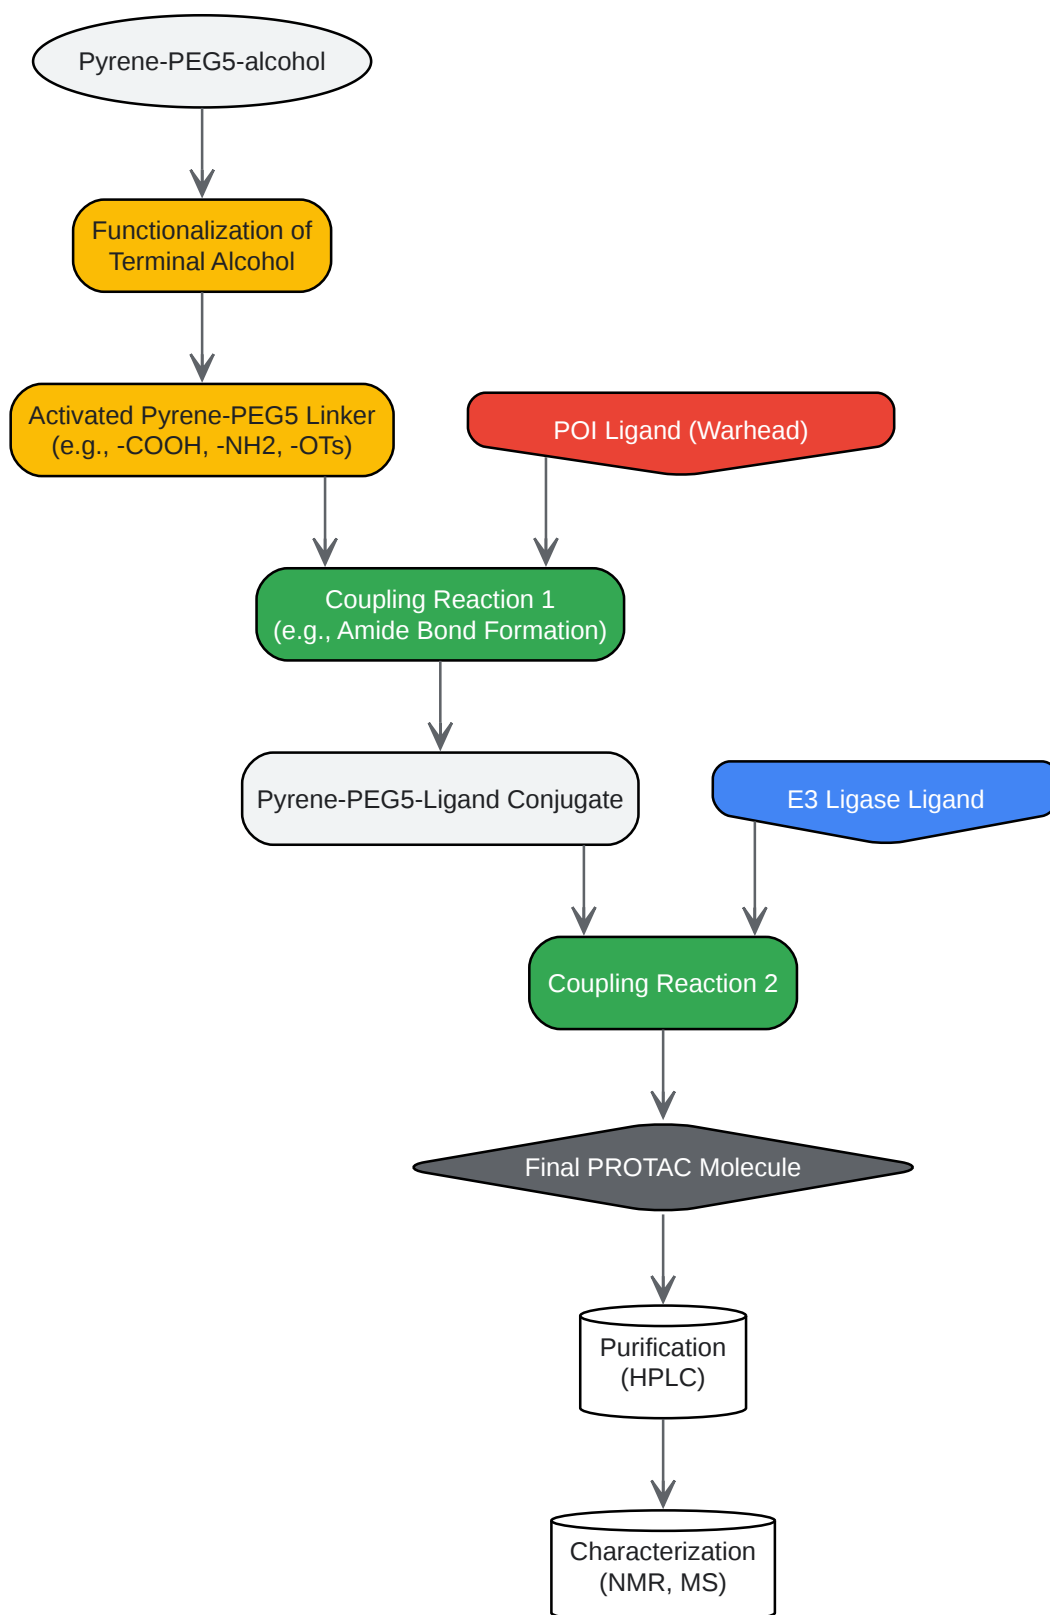 Pyrene-PEG5-alcohol
Functionalization of
Terminal Alcohol
Activated Pyrene-PEG5 Linker
(e.g., -COOH, -NH2, -OTs)
POI Ligand (Warhead)
Coupling Reaction 1
(e.g., Amide Bond Formation)
Pyrene-PEG5-Ligand Conjugate
E3 Ligase Ligand
Coupling Reaction 2
Final PROTAC Molecule
Purification
(HPLC)
Characterization
(NMR, MS)